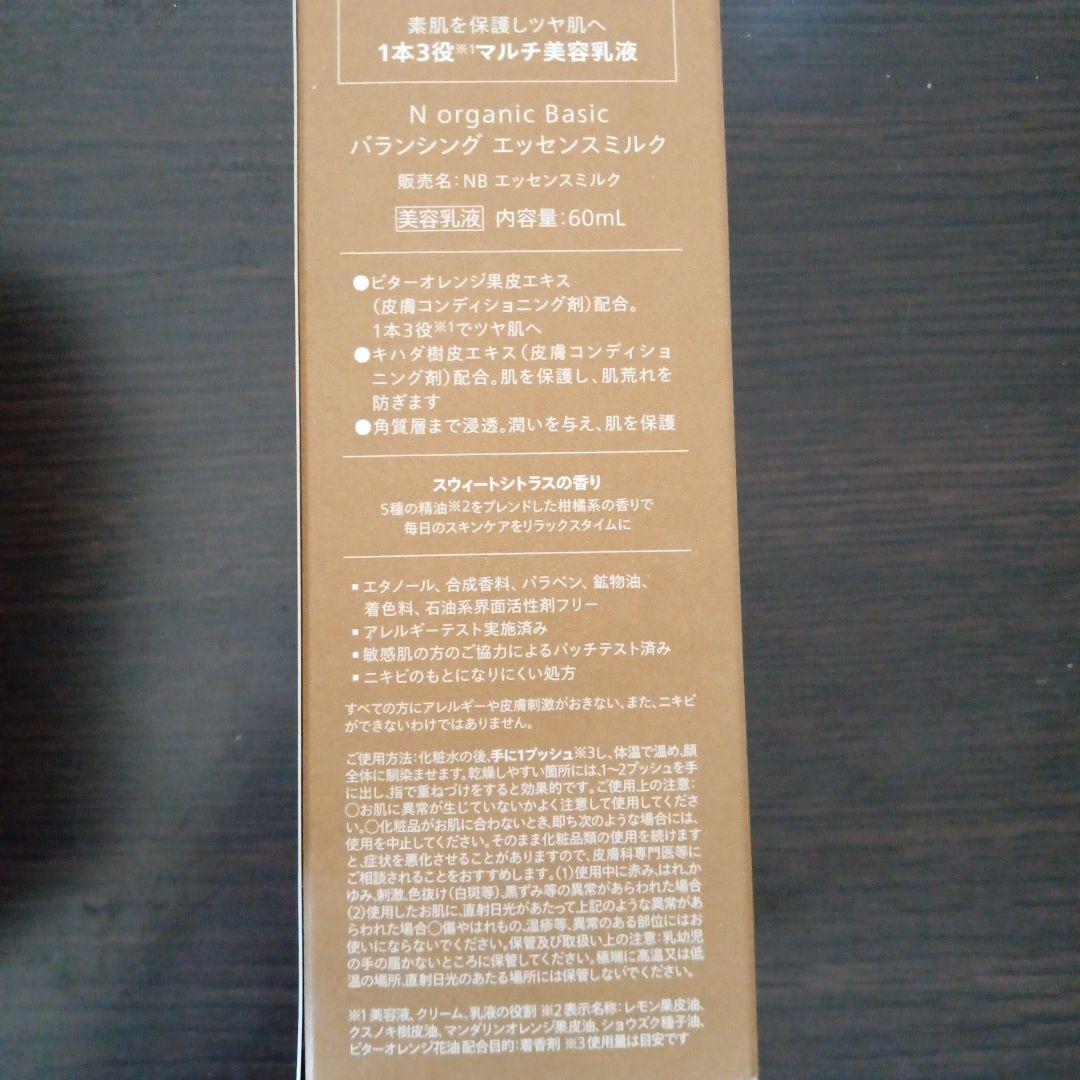 素肌を保護しツヤ肌へ
1本3役※1マルチ美容乳液
N organic Basic
バランシング エッセンスミルク
販売名：NB エッセンスミルク
美容乳液 内容量：60mL
●ビターオレンジ果皮エキス
（皮膚コンディショニング剤）配合。
1本3役※1でツヤ肌へ
●キハダ樹皮エキス（皮膚コンディショ
ニング剤）配合。肌を保護し、肌荒れを
防ぎます
●角質層まで浸透。潤いを与え、肌を保護
スウィートシトラスの香り
5種の精油※2をブレンドした柑橘系の香りで
毎日のスキンケアをリラックスタイムに
▪エタノール、合成香料、パラベン、鉱物油、
着色料、石油系界面活性剤フリー
▪アレルギーテスト実施済み
▪敏感肌の方のご協力によるパッチテスト済み
▪ニキビのもとになりにくい処方
すべての方にアレルギーや皮膚刺激がおきない、また、ニキビ
ができないわけではありません。
ご使用方法：化粧水の後、手に1プッシュ※3し、体温で温め、顔
全体に馴染ませます。乾燥しやすい箇所には、1〜2プッシュを手
に出し、指で重ねづけをすると効果的です。ご使用上の注意：
○お肌に異常が生じていないかよく注意して使用してくださ
い。○化粧品がお肌に合わないとき、即ち次のような場合には、
使用を中止してください。そのまま化粧品類の使用を続けます
と、症状を悪化させることがありますので、皮膚科専門医等に
ご相談されることをおすすめします。（1）使用中に赤み、はれ、か
ゆみ、刺激、色抜け（白斑等）、黒ずみ等の異常があらわれた場合
（2）使用したお肌に、直射日光があたって上記のような異常があ
らわれた場合○傷やはれもの、湿疹等、異常のある部位にはお
使いにならないでください。保管及び取扱い上の注意：乳幼児
の手の届かないところに保管してください。極端に高温又は低
温の場所、直射日光のあたる場所には保管しないでください。
※1 美容液、クリーム、乳液の役割 ※2 表示名称：レモン果皮油、
クスノキ樹皮油、マンダリンオレンジ果皮油、ショウズク種子油、
ビターオレンジ花油 配合目的：着香剤 ※3 使用量は目安です